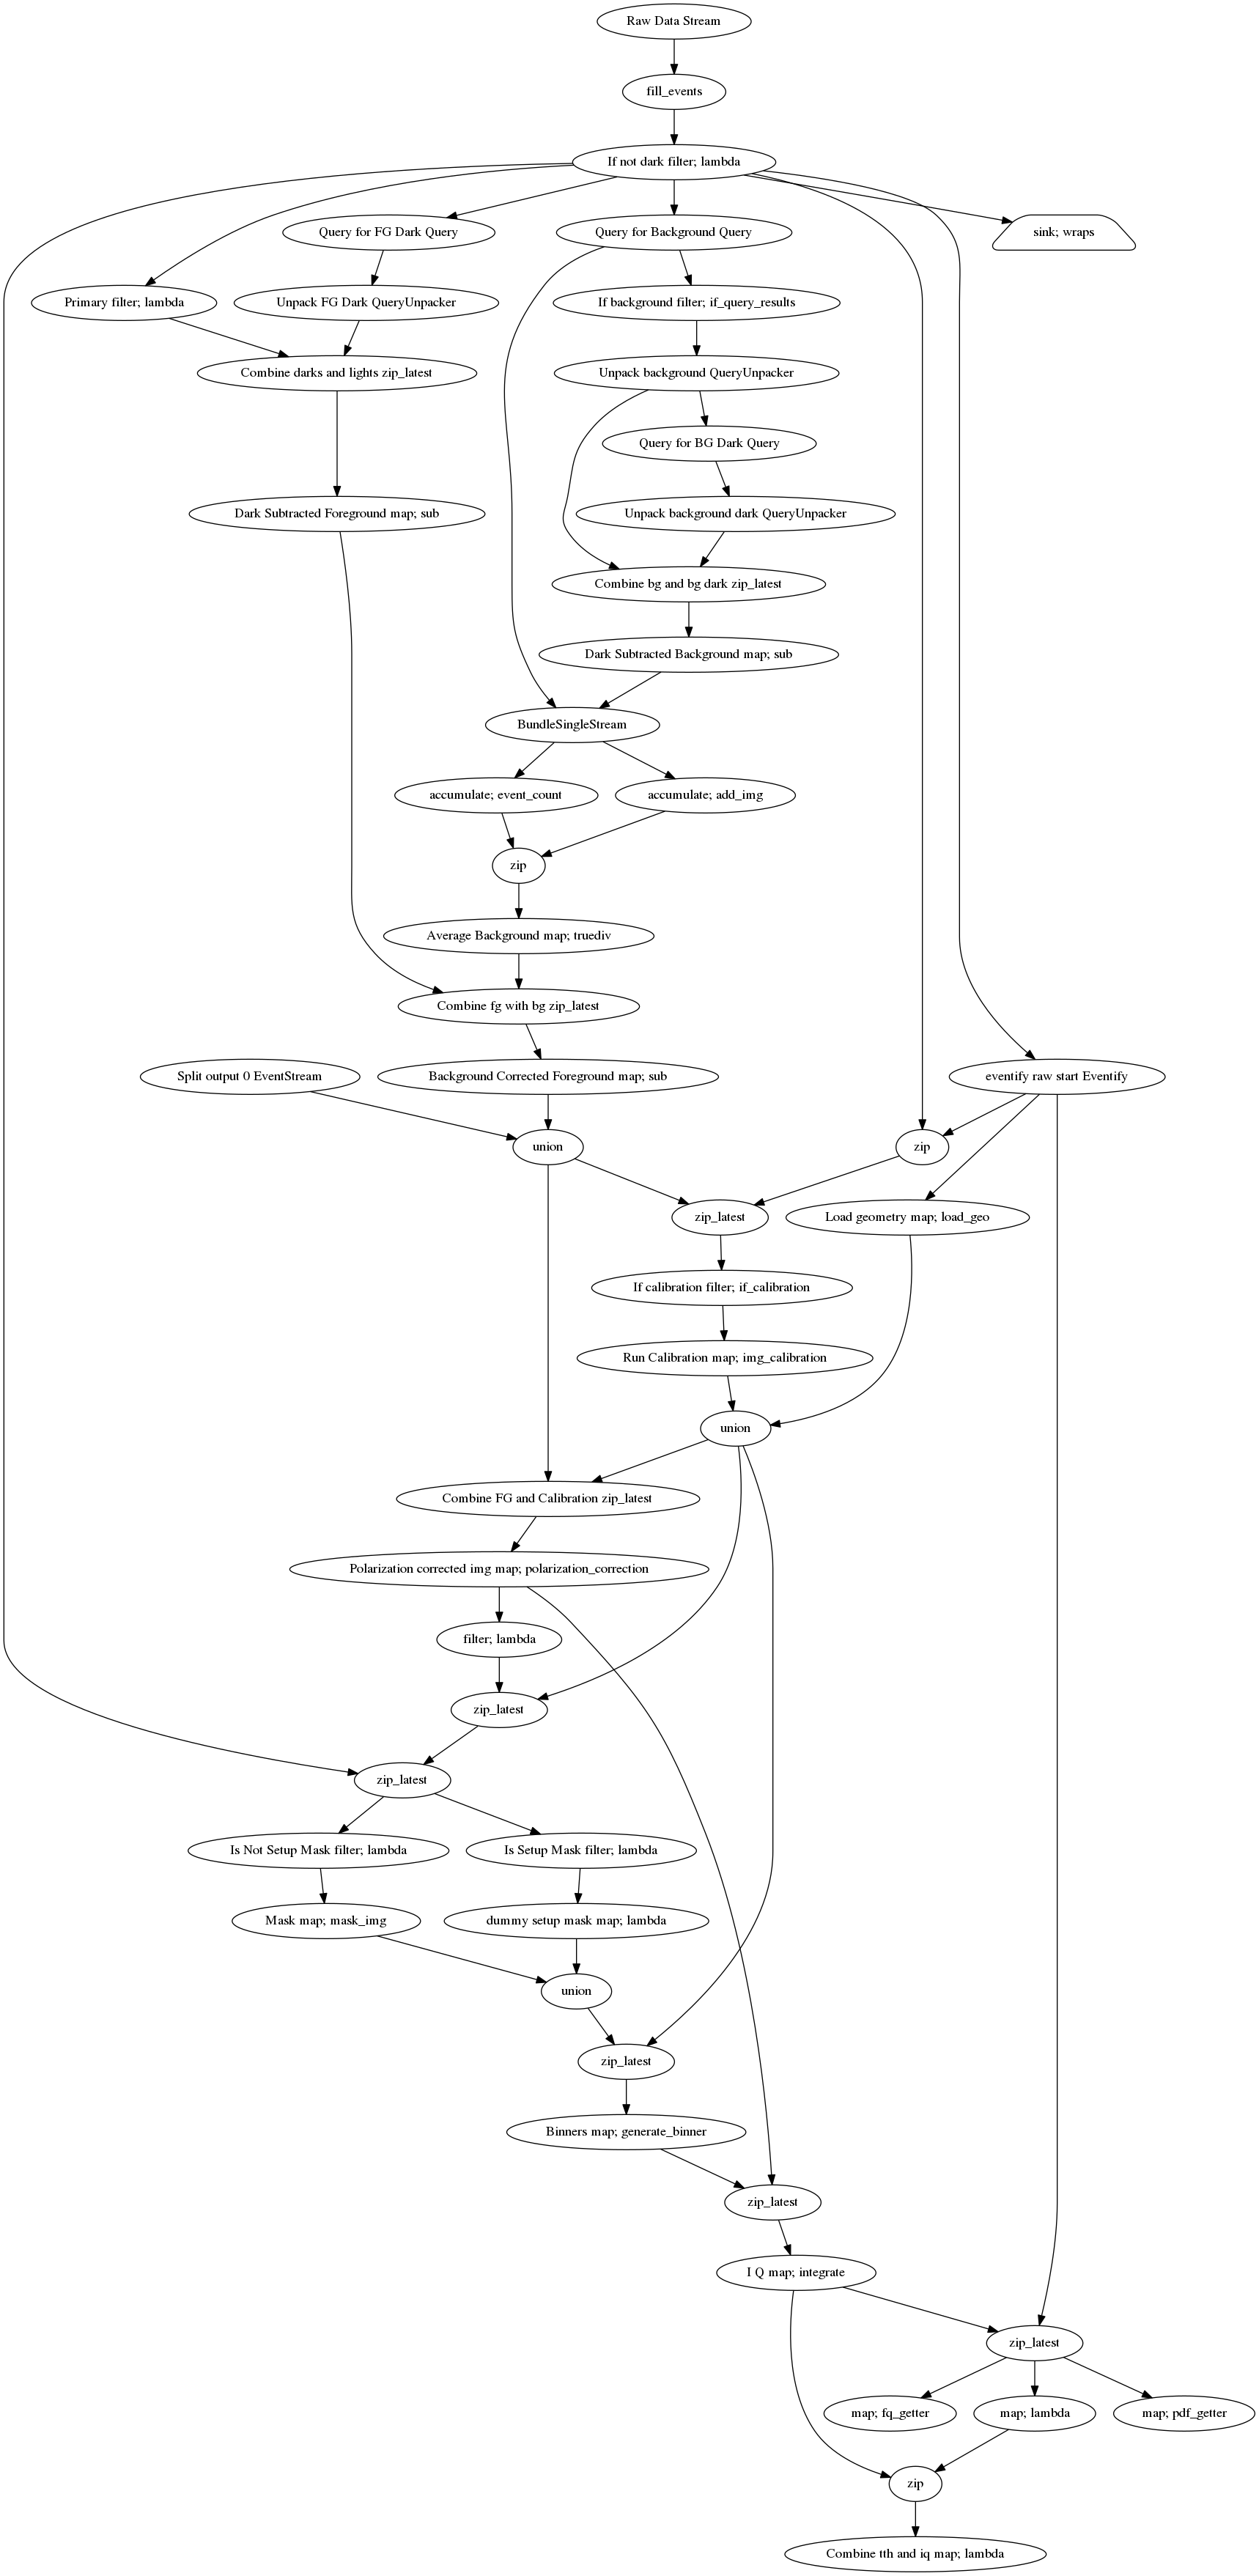 Raw Data Stream
fill_events
If not dark filter; lambda
Query for FG Dark Query
Query for Background Query
sink; wraps
Primary filter; lambda
Unpack FG Dark QueryUnpacker
If background filter; if_query_results
Combine darks and lights zip_latest
Unpack background QueryUnpacker
Query for BG Dark Query
Dark Subtracted Foreground map; sub
Unpack background dark QueryUnpacker
Combine bg and bg dark zip_latest
Dark Subtracted Background map; sub
BundleSingleStream
accumulate; event_count
accumulate; add_img
zip
Average Background map; truediv
Combine fg with bg zip_latest
Split output 0 EventStream
Background Corrected Foreground map; sub
eventify raw start Eventify
union
zip
zip_latest
Load geometry map; load_geo
If calibration filter; if_calibration
Run Calibration map; img_calibration
union
Combine FG and Calibration zip_latest
Polarization corrected img map; polarization_correction
filter; lambda
zip_latest
zip_latest
Is Not Setup Mask filter; lambda
Is Setup Mask filter; lambda
Mask map; mask_img
dummy setup mask map; lambda
union
zip_latest
Binners map; generate_binner
zip_latest
I Q map; integrate
zip_latest
map; fq_getter
map; lambda
map; pdf_getter
zip
Combine tth and iq map; lambda